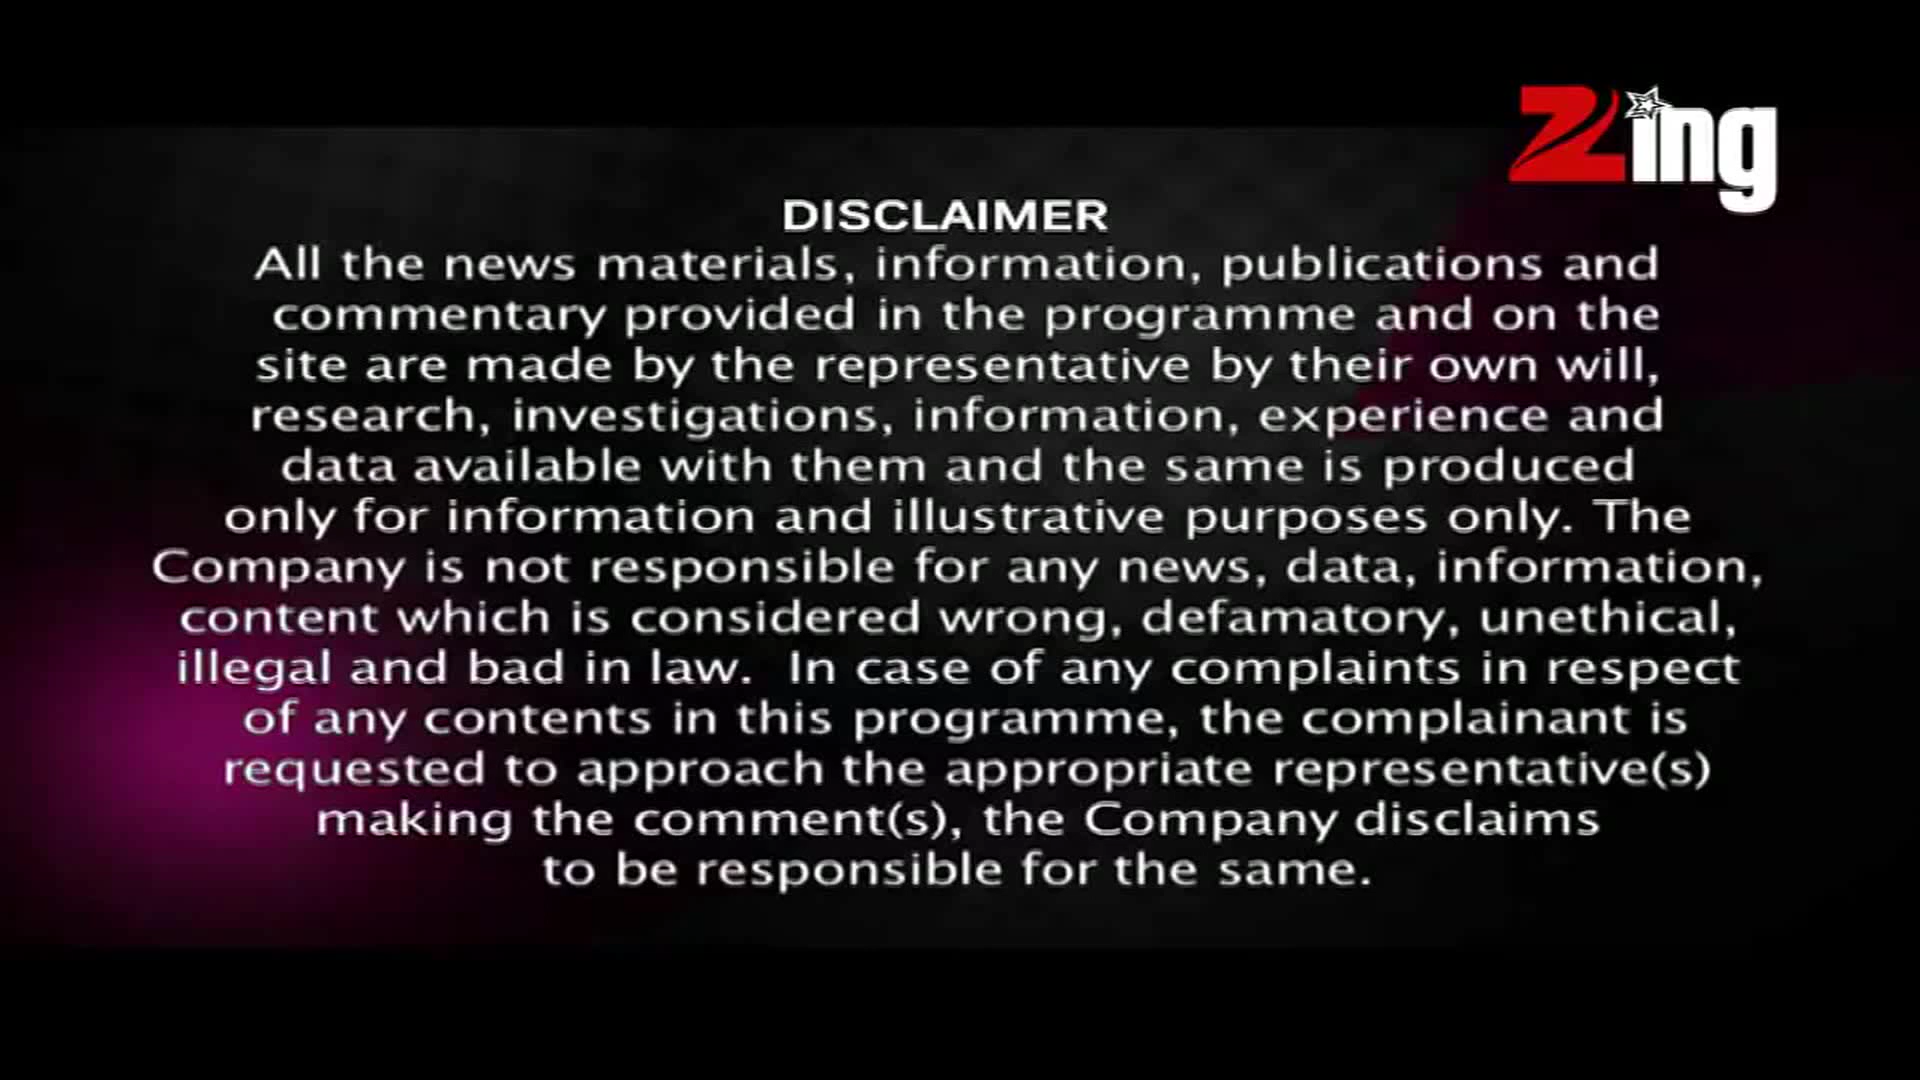 Zing
DISCLAIMER
All the news materials, information, publications and
commentary provided in the programme and on the
site are made by the representative by their own will,
research, investigations, information, experience and
data available with them and the same is produced
only for information and illustrative purposes only. The
Company is not responsible for any news, data, information,
content which is considered wrong, defamatory, unethical,
illegal and bad in law.  In case of any complaints in respect
of any contents in this programme, the complainant is
requested to approach the appropriate representative(s)
making the comment(s), the Company disclaims
to be responsible for the same.